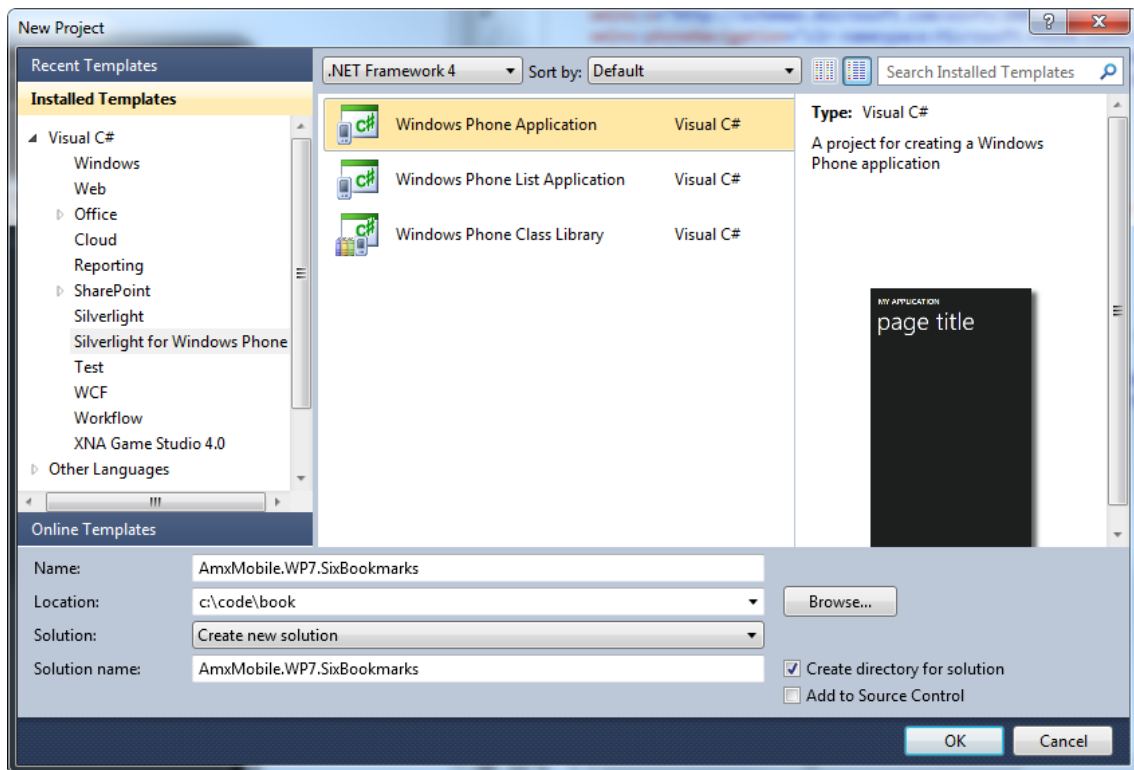 New Project
Recent Templates
Installed Templates
Visual C#
Windows
Web
Office
Cloud
Reporting
SharePoint
Silverlight
Silverlight for Windows Phone
Test
WCF
Workflow
XNA Game Studio 4.0
Other Languages
Online Templates
.NET Framework 4 Sort by: Default Search Installed Templates
Windows Phone Application Visual C#
Windows Phone List Application Visual C#
Windows Phone Class Library Visual C#
Type: Visual C#
A project for creating a Windows
Phone application
MY APPLICATION
page title
Name: AmxMobile.WP7.SixBookmarks
Location: c:\code\book Browse...
Solution: Create new solution
Solution name: AmxMobile.WP7.SixBookmarks Create directory for solution
Add to Source Control
OK Cancel